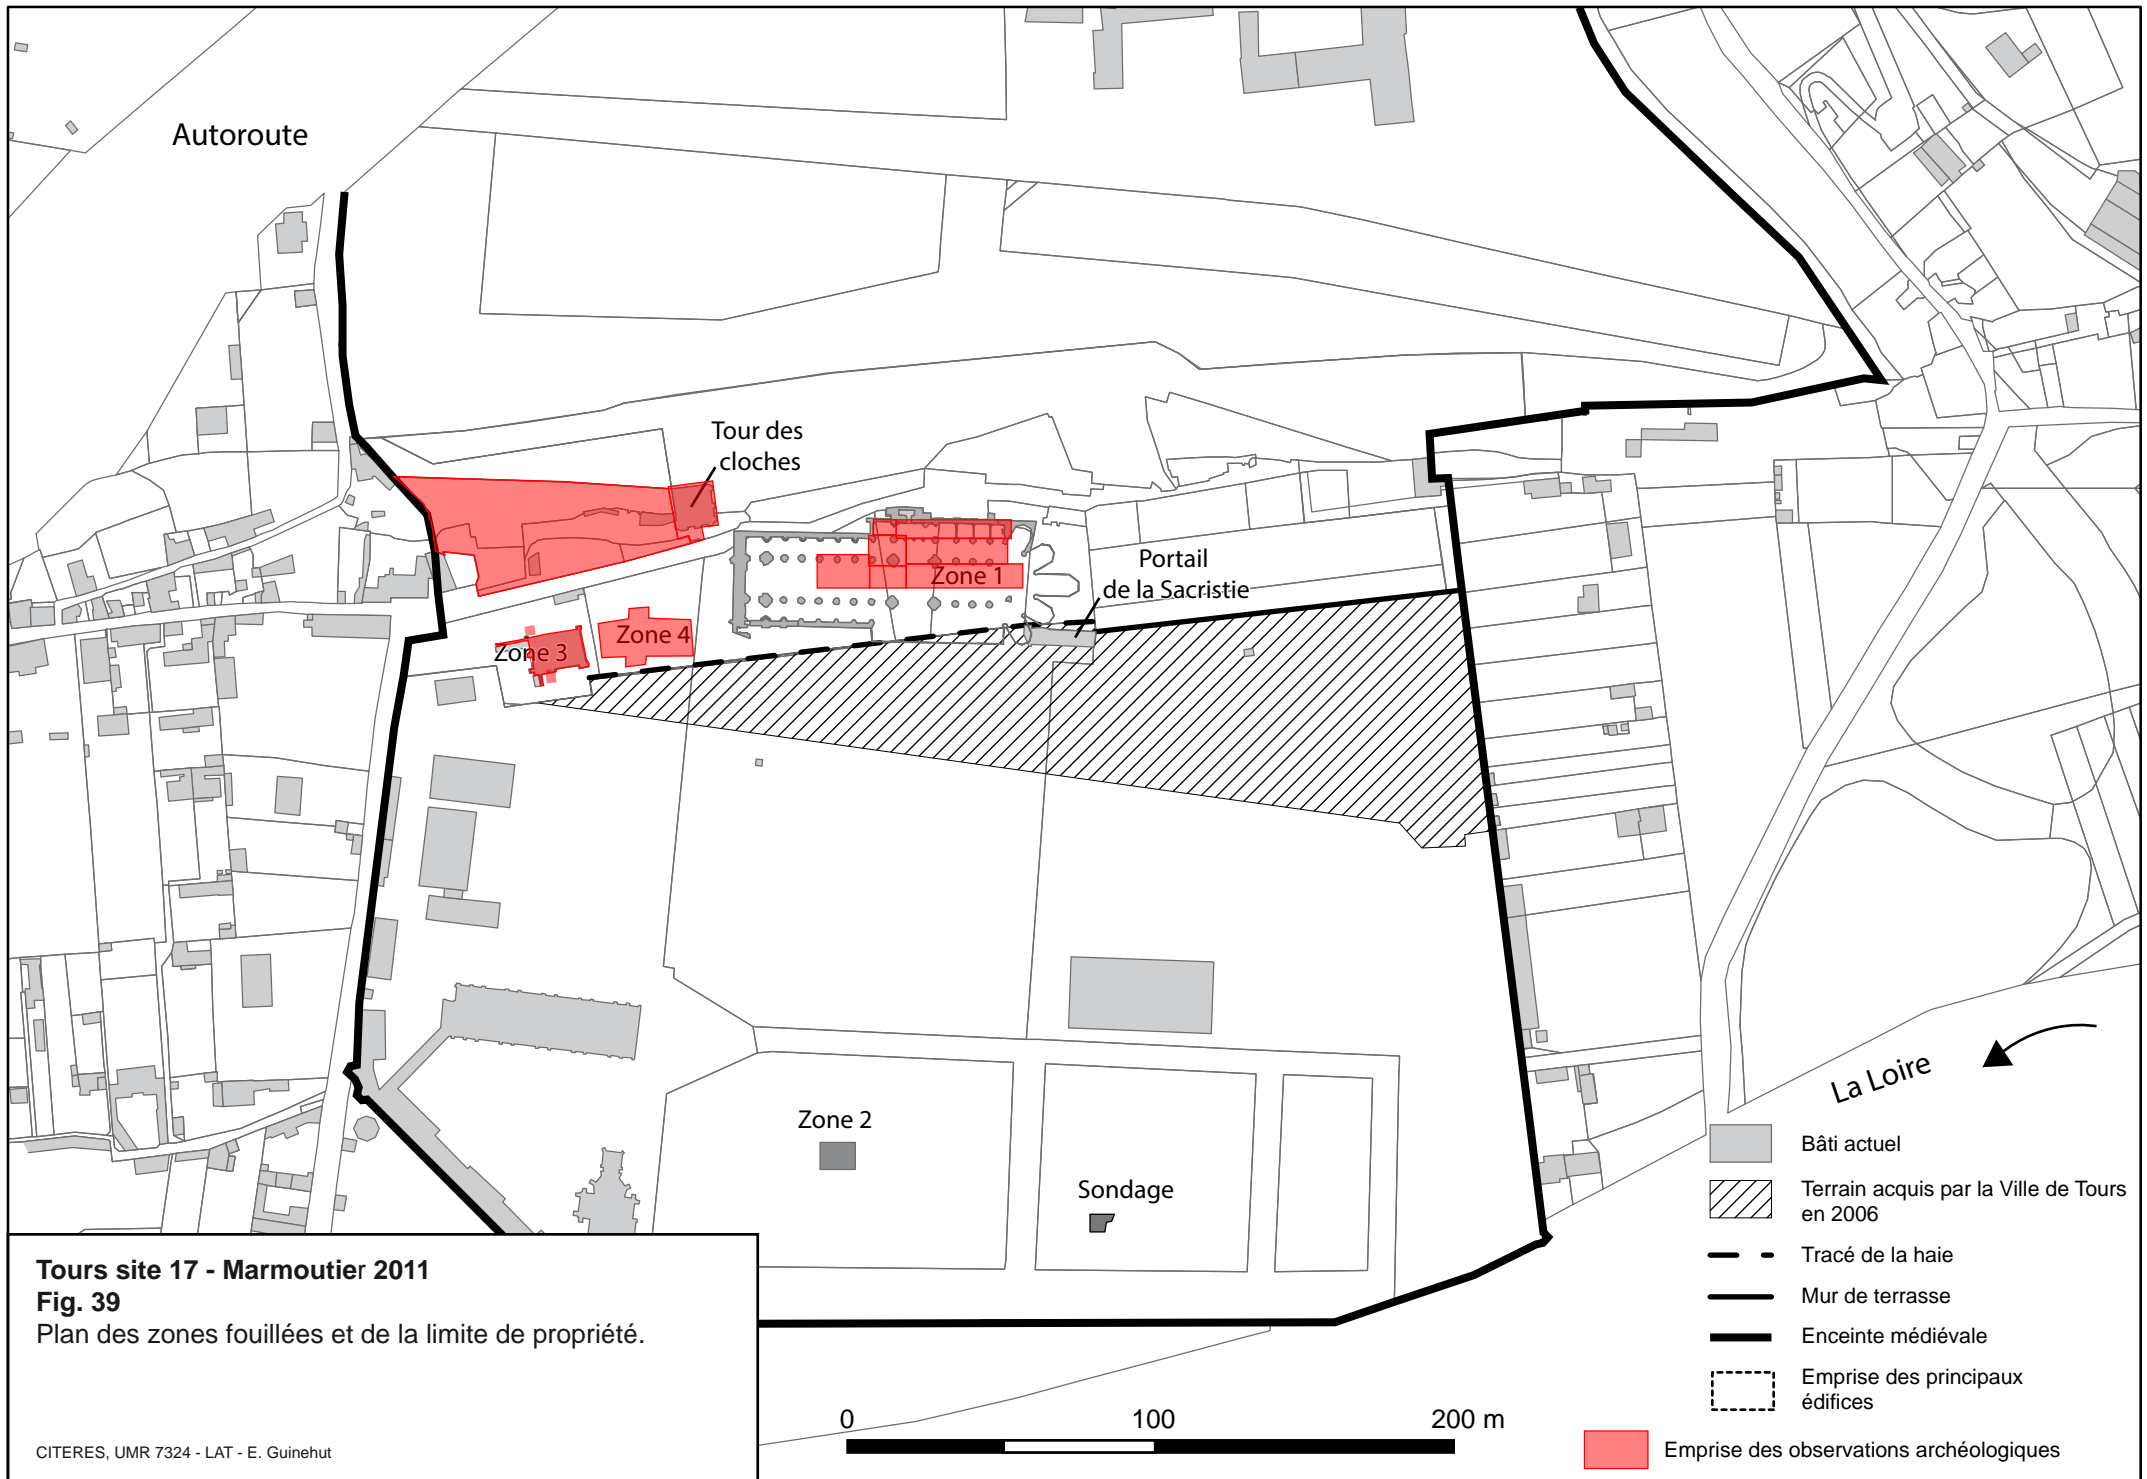 Autoroute
Tour des
cloches
Zone 1
Portail
de la Sacristie
Zone 4
Zone 3
La Loire
Zone 2
Sondage
Bâti actuel
Terrain acquis par la Ville de Tours
en 2006
Tracé de la haie
Mur de terrasse
Enceinte médiévale
Emprise des principaux
édifices
Emprise des observations archéologiques
Tours site 17 - Marmoutier 2011
Fig. 39
Plan des zones fouillées et de la limite de propriété.
CITERES, UMR 7324 - LAT - E. Guinehut
0 100 200 m